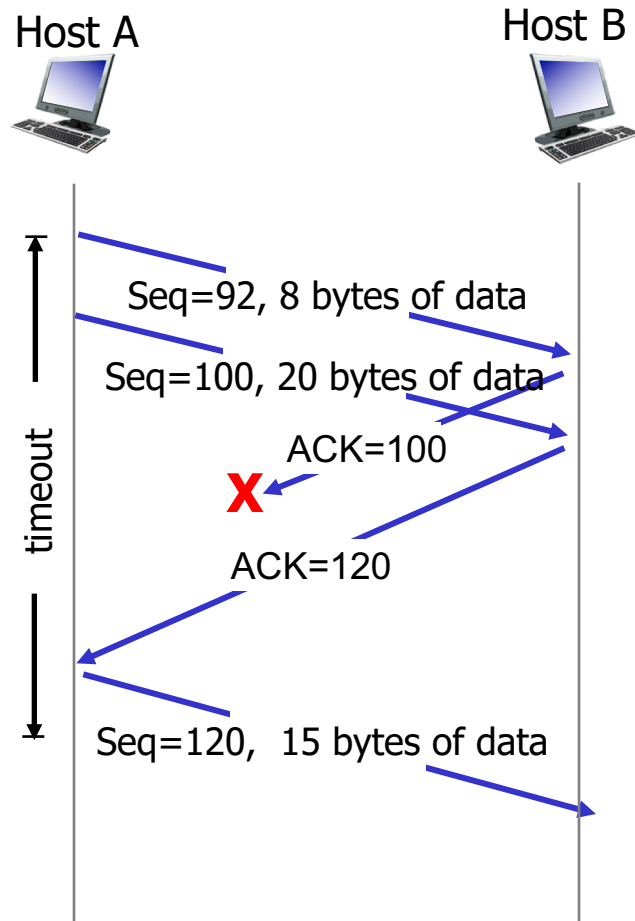 Host A
Host B
Seq=92, 8 bytes of data
Seq=100, 20 bytes of data
ACK=100
X
timeout
ACK=120
Seq=120, 15 bytes of data